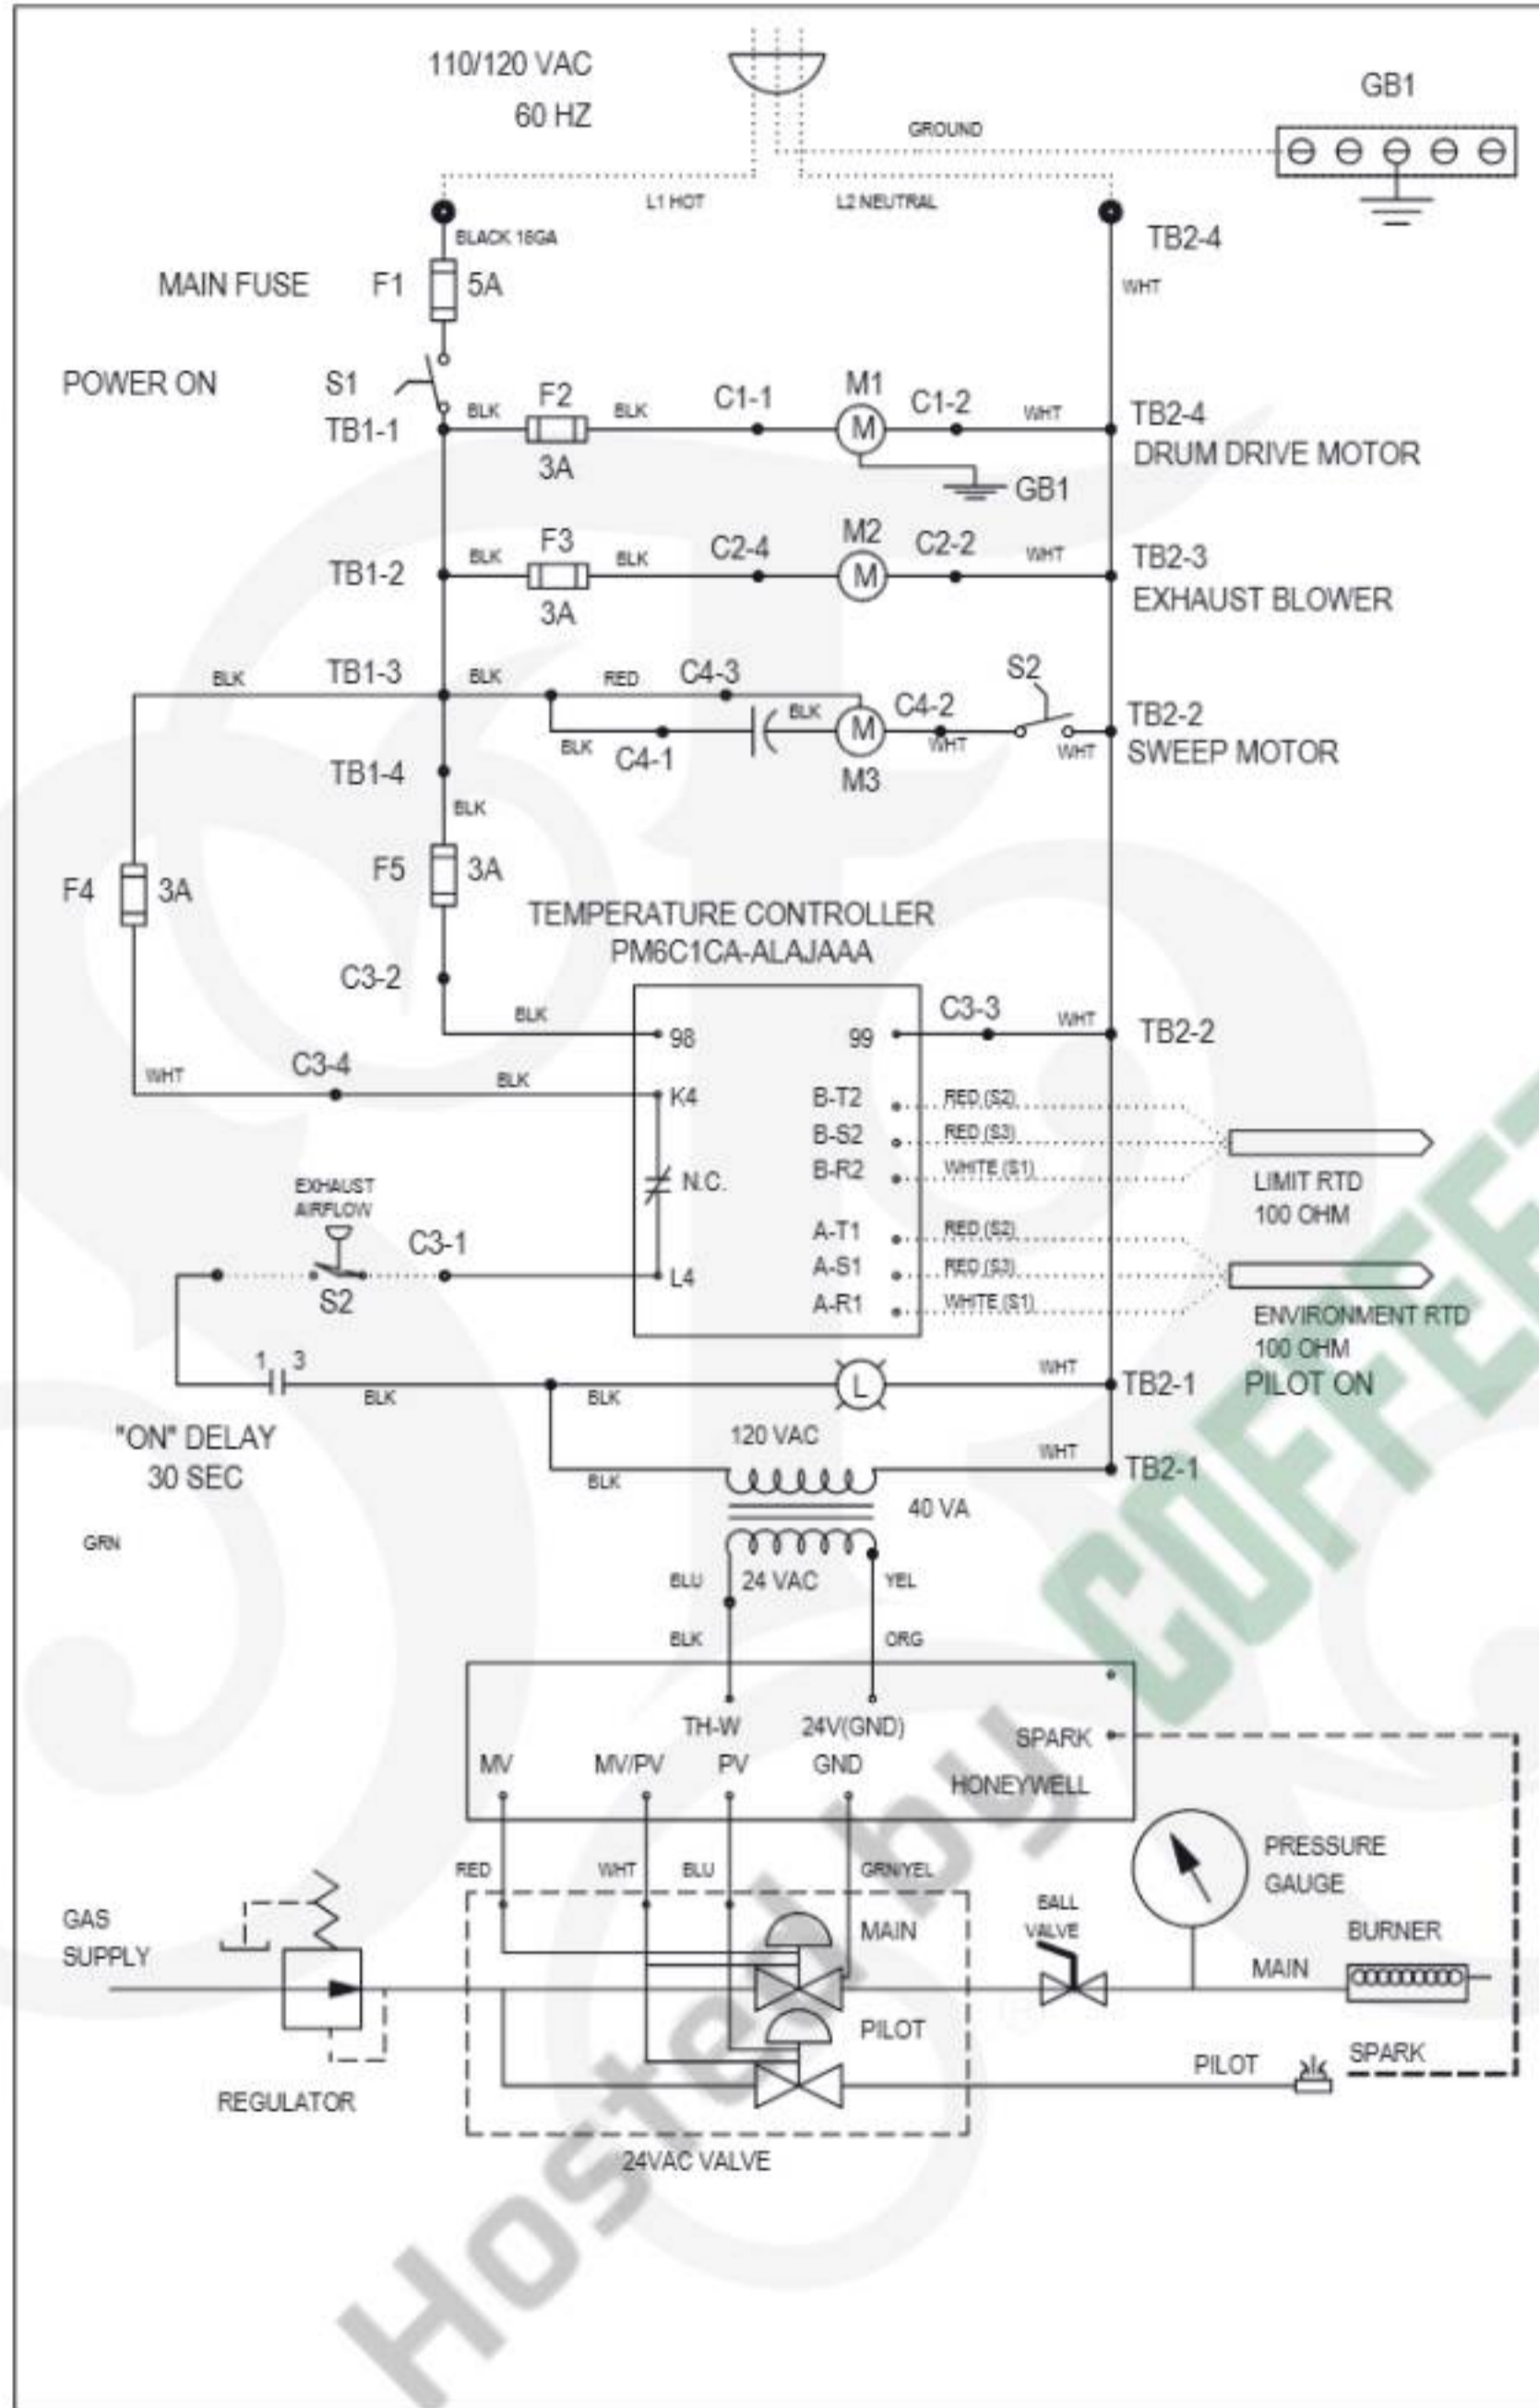 110/120 VAC
60 HZ
GB1
GROUND
L1 HOT
L2 NEUTRAL
BLACK 16GA
TB2-4
MAIN FUSE
F1
5A
WHT
POWER ON
S1
TB1-1
BLK
F2
3A
BLK
C1-1
M1
M
C1-2
WHT
TB2-4
DRUM DRIVE MOTOR
GB1
TB1-2
BLK
F3
3A
BLK
C2-4
M2
M
C2-2
WHT
TB2-3
EXHAUST BLOWER
BLK
TB1-3
BLK
RED
C4-3
S2
BLK
C4-1
BLK
M
M3
C4-2
WHT
WHT
TB2-2
SWEEP MOTOR
TB1-4
BLK
F4
3A
F5
3A
TEMPERATURE CONTROLLER
PM6C1CA-ALAJAAA
C3-2
BLK
98
99
C3-3
WHT
TB2-2
WHT
C3-4
BLK
K4
B-T2
RED (S2)
B-S2
RED (S3)
B-R2
WHITE (S1)
N.C.
LIMIT RTD
100 OHM
EXHAUST
AIRFLOW
S2
C3-1
L4
A-T1
RED (S2)
A-S1
RED (S3)
A-R1
WHITE (S1)
ENVIRONMENT RTD
100 OHM
1
3
BLK
BLK
L
WHT
TB2-1
PILOT ON
"ON" DELAY
30 SEC
120 VAC
BLK
WHT
TB2-1
40 VA
GRN
BLU
24 VAC
YEL
BLK
ORG
TH-W
24V(GND)
SPARK
MV
MV/PV
PV
GND
HONEYWELL
RED
WHT
BLU
GRN/YEL
PRESSURE
GAUGE
GAS
SUPPLY
MAIN
BALL
VALVE
BURNER
MAIN
PILOT
PILOT
SPARK
REGULATOR
24VAC VALVE
Hosted by